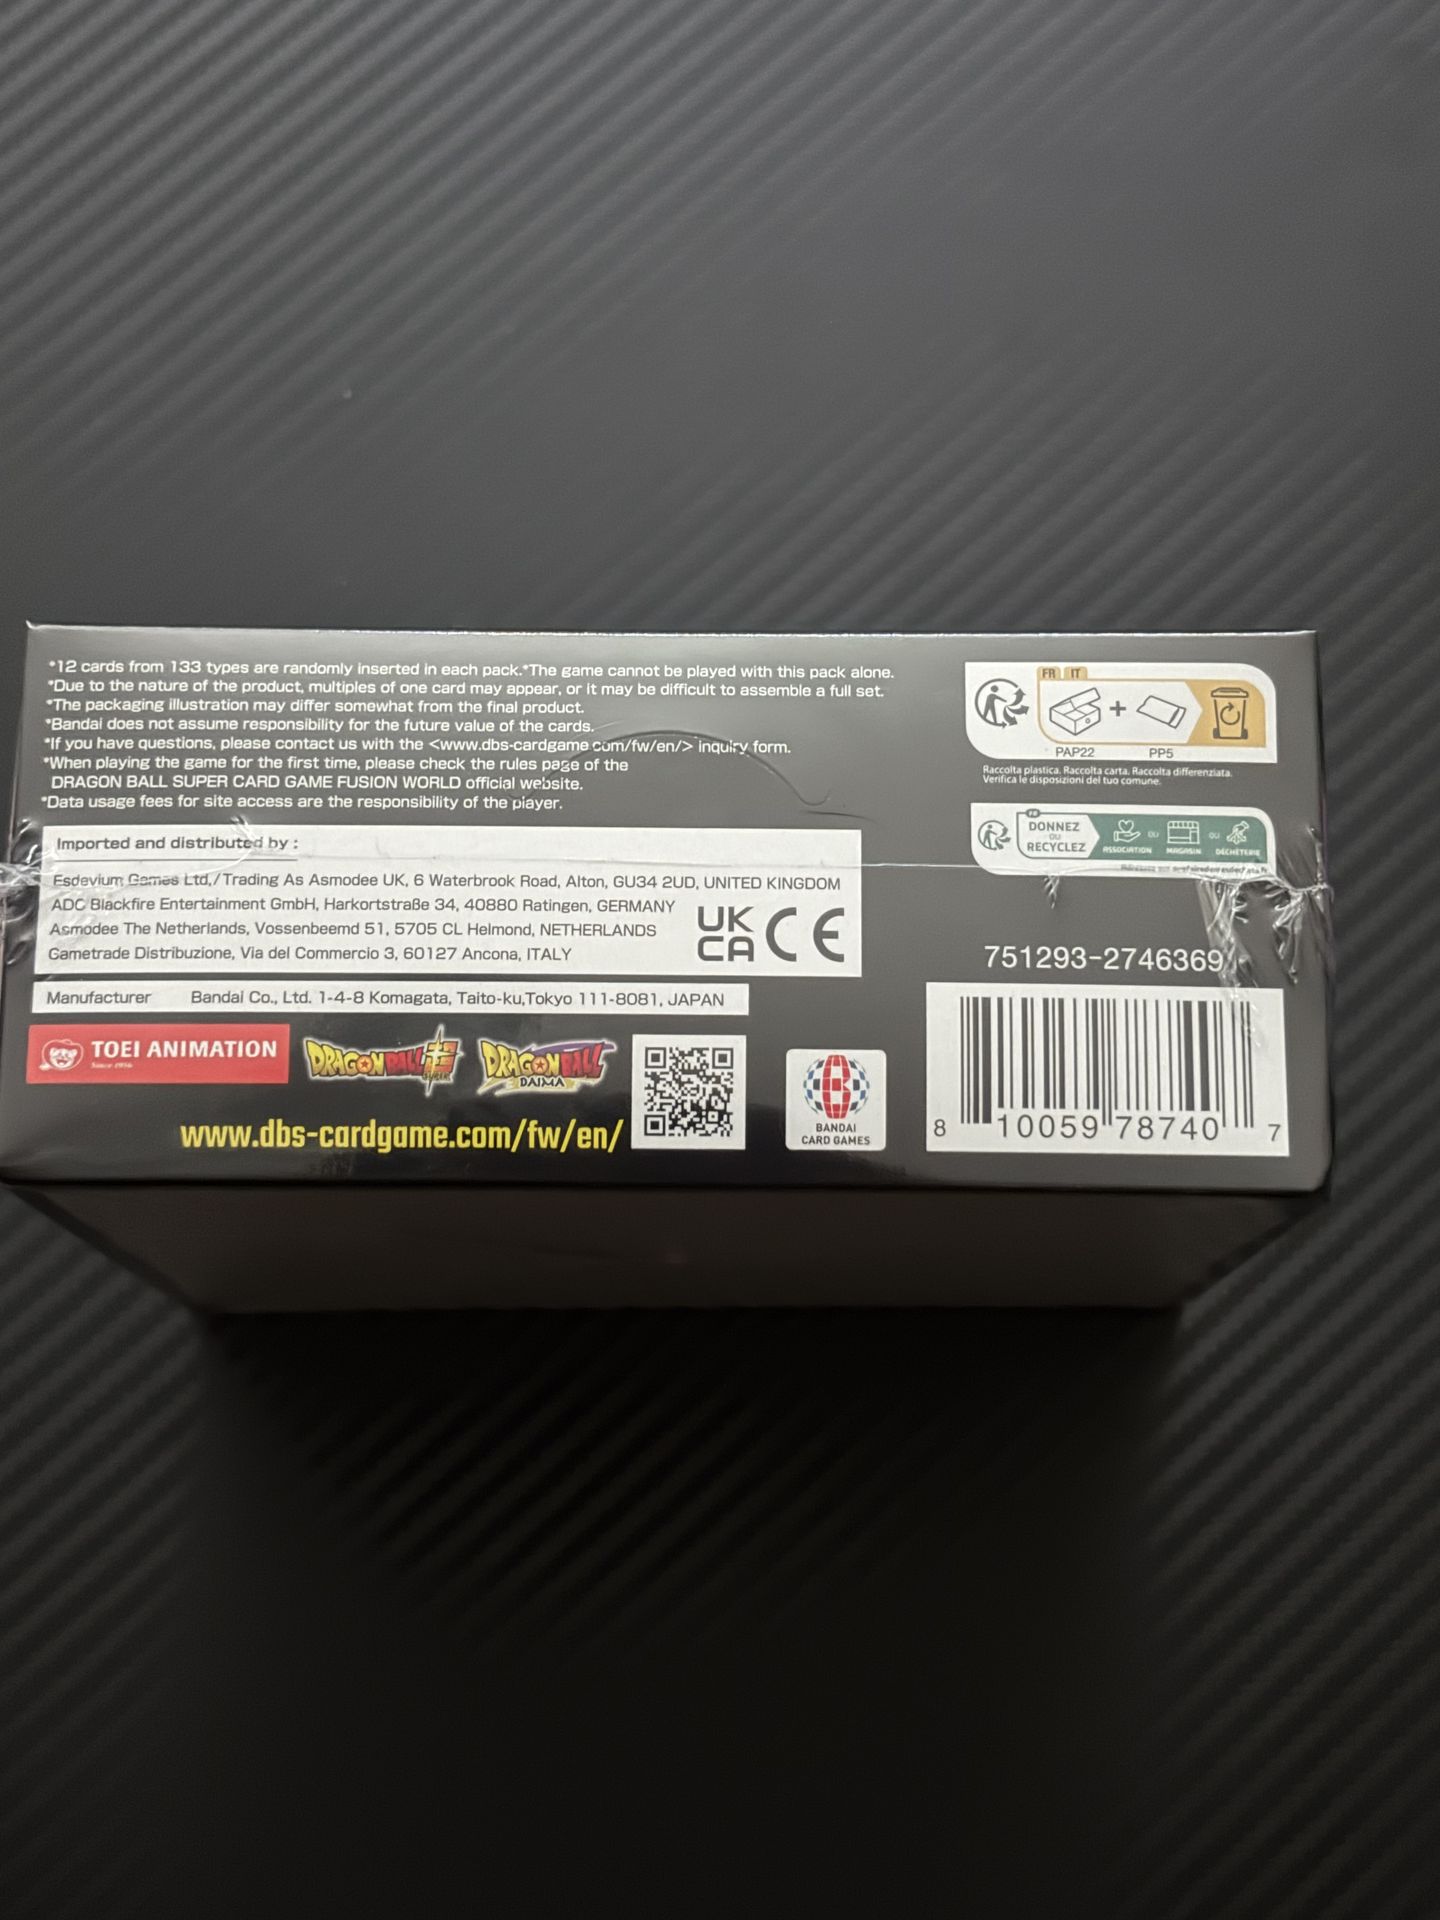 *12 cards from 133 types are randomly inserted in each pack.*The game cannot be played with this pack alone.
*Due to the nature of the product, multiples of one card may appear, or it may be difficult to assemble a full set.
*The packaging illustration may differ somewhat from the final product.
*Bandai does not assume responsibility for the future value of the cards.
*If you have questions, please contact us with the <www.dbs-cardgame.com/fw/en/> inquiry form.
*When playing the game for the first time, please check the rules page of the
DRAGON BALL SUPER CARD GAME FUSION WORLD official website.
*Data usage fees for site access are the responsibility of the player.
FR IT
PAP22 PP5
Raccolta plastica. Raccolta carta. Raccolta differenziata.
Verifica le disposizioni del tuo comune.
FR
DONNEZ
OU
RECYCLEZ
ASSOCIATION OU MAGASIN OU DÉCHÈTERIE
Imported and distributed by :
Esdevium Games Ltd,/Trading As Asmodee UK, 6 Waterbrook Road, Alton, GU34 2UD, UNITED KINGDOM
ADC Blackfire Entertainment GmbH, Harkortstraße 34, 40880 Ratingen, GERMANY
Asmodee The Netherlands, Vossenbeemd 51, 5705 CL Helmond, NETHERLANDS
Gametrade Distribuzione, Via del Commercio 3, 60127 Ancona, ITALY
UK
CA CE
751293-2746369
Manufacturer Bandai Co., Ltd. 1-4-8 Komagata, Taito-ku,Tokyo 111-8081, JAPAN
TOEI ANIMATION
Since 1956
DRAGON BALL 超
SUPER
DRAGON BALL
DAIMA
www.dbs-cardgame.com/fw/en/
B
BANDAI
CARD GAMES
8 10059 78740 7